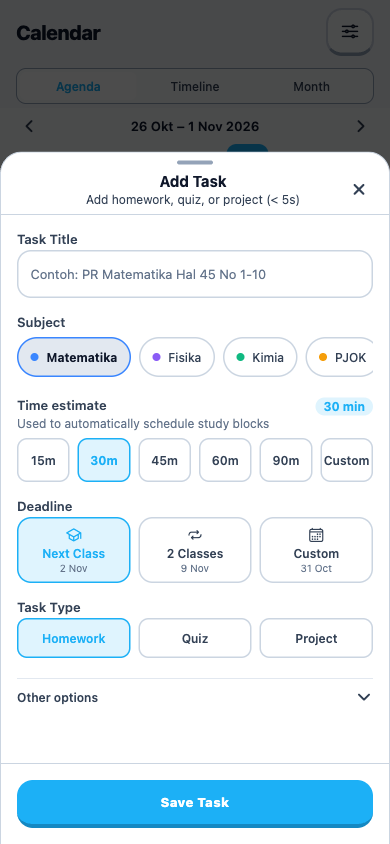 Calendar
Agenda Timeline Month
26 Okt – 1 Nov 2026
Add Task
Add homework, quiz, or project (< 5s)
Task Title
Contoh: PR Matematika Hal 45 No 1-10
Subject
Matematika Fisika Kimia PJOK
Time estimate 30 min
Used to automatically schedule study blocks
15m 30m 45m 60m 90m Custom
Deadline
Next Class 2 Classes Custom
2 Nov 9 Nov 31 Oct
Task Type
Homework Quiz Project
Other options
Save Task